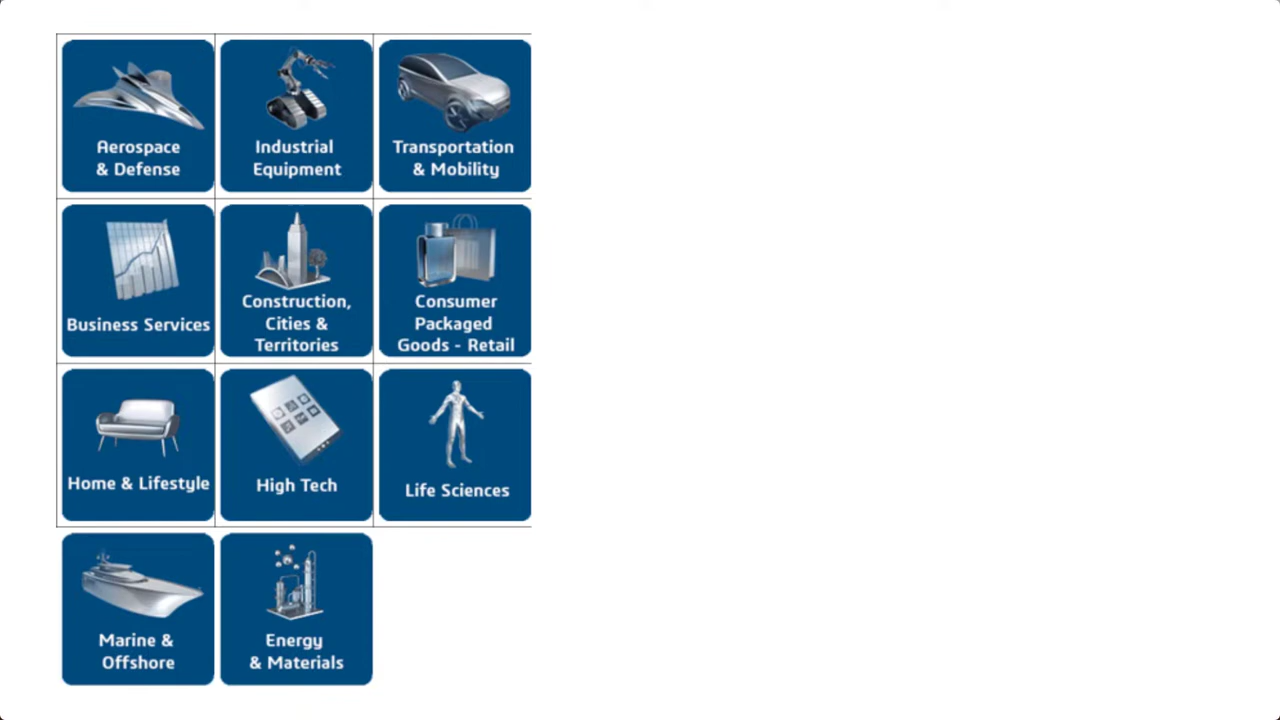 Aerospace
& Defense
Industrial
Equipment
Transportation
& Mobility
Business Services
Construction,
Cities &
Territories
Consumer
Packaged
Goods - Retail
Home & Lifestyle
High Tech
Life Sciences
Marine &
Offshore
Energy
& Materials